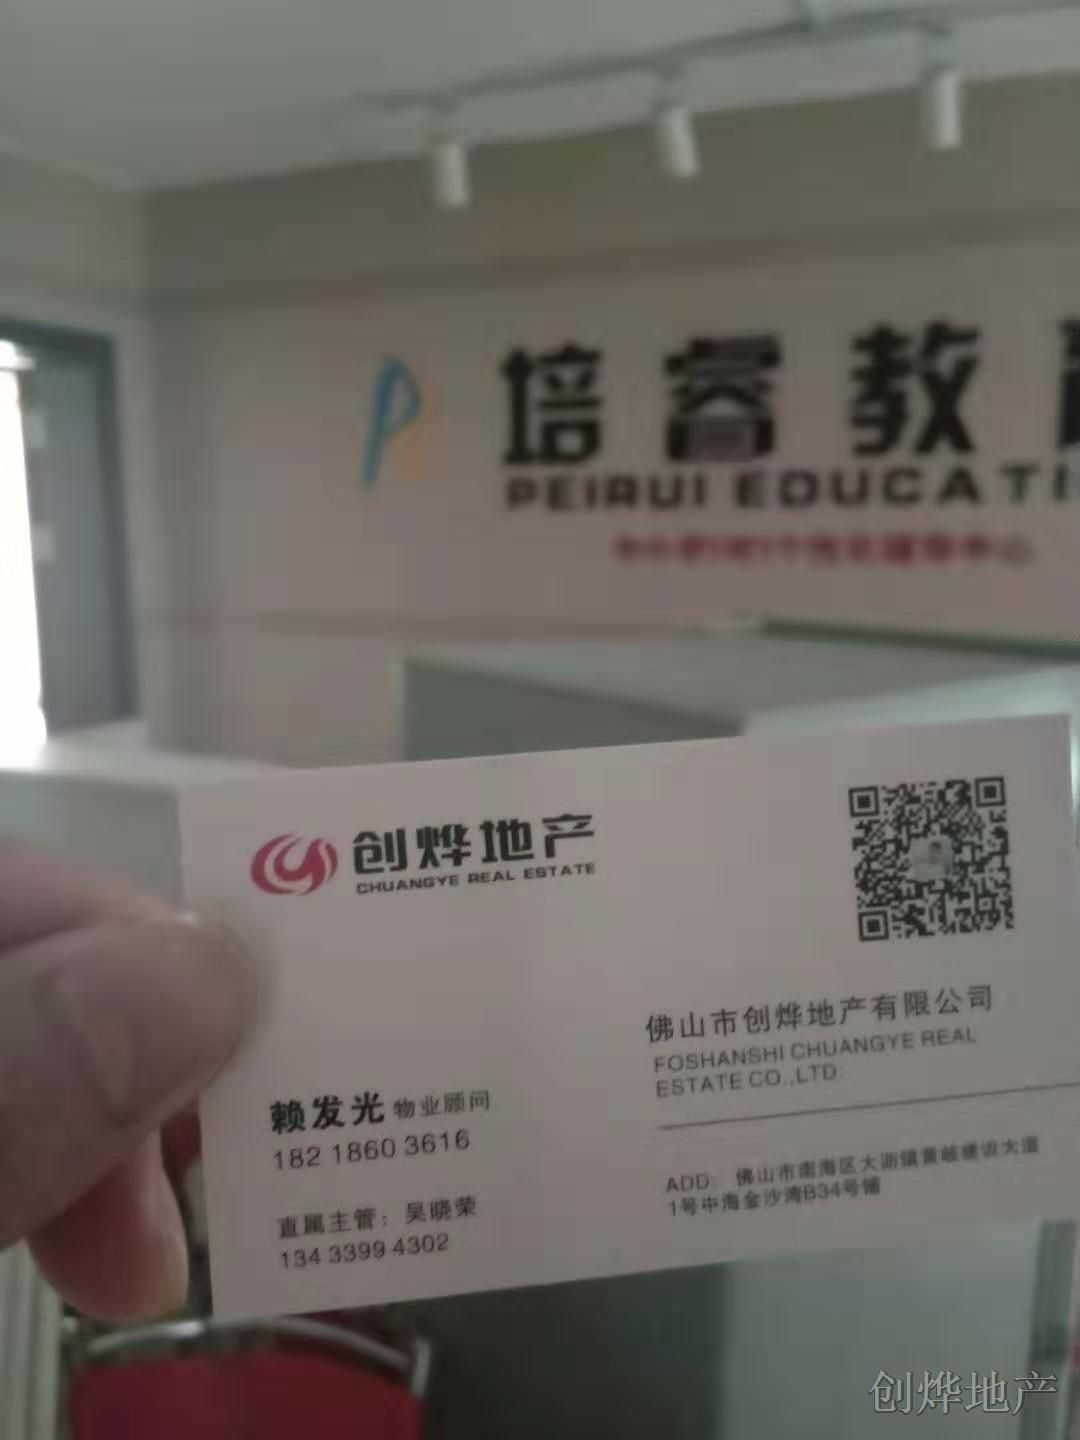 培睿教育
PEIRUI EDUCATI
创烨地产
CHUANGYE REAL ESTATE
佛山市创烨地产有限公司
FOSHANSHI CHUANGYE REAL
ESTATE CO.,LTD
赖发光 物业顾问
182 1860 3616
直属主管：吴晓荣
134 3399 4302
ADD: 佛山市南海区大沥镇黄岐建设大道
1号中海金沙湾B34号铺
创烨地产